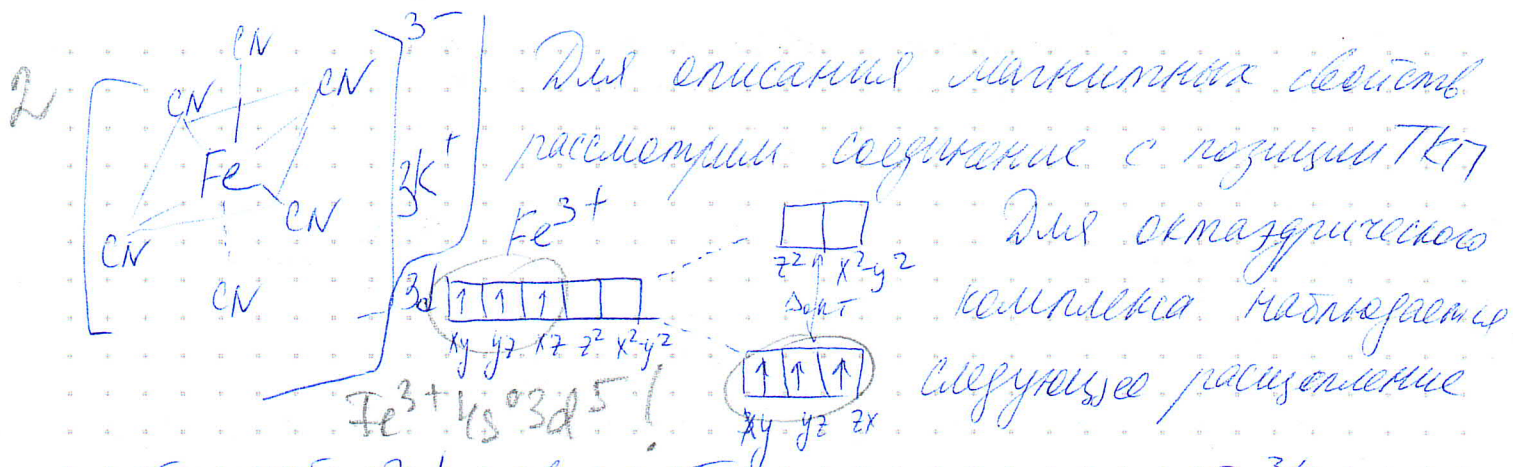 2
3-
CN
CN CN
Fe
CN CN
CN
3K+
Для описания магнитных свойств
рассмотрим соединение с позиции ТКП
Для октаэдрического
комплекса наблюдается
следующее расщепление
Fe3+
3d ↑ ↑ ↑
xy yz xz z2 x2-y2
z2 x2-y2
Δокт
↑ ↑ ↑
xy yz zx
Fe3+ 4s0 3d5 !